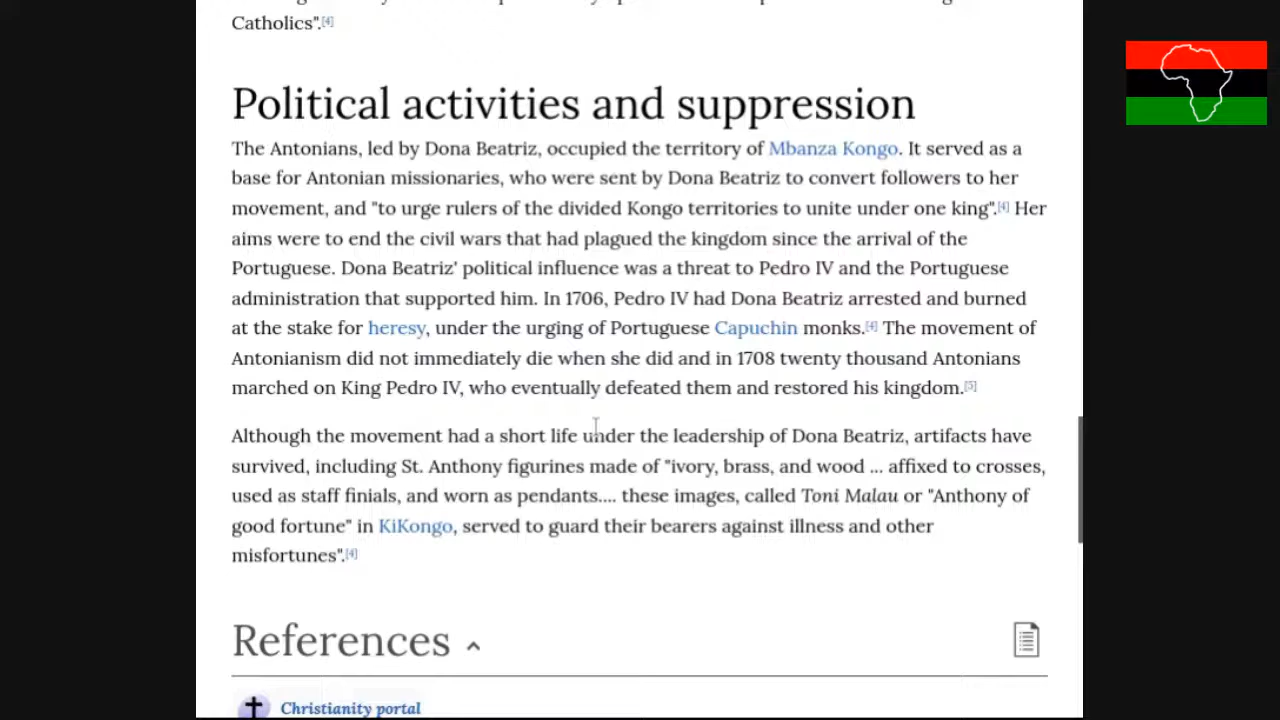 Catholics".[4]
Political activities and suppression
The Antonians, led by Dona Beatriz, occupied the territory of Mbanza Kongo. It served as a
base for Antonian missionaries, who were sent by Dona Beatriz to convert followers to her
movement, and "to urge rulers of the divided Kongo territories to unite under one king".[4] Her
aims were to end the civil wars that had plagued the kingdom since the arrival of the
Portuguese. Dona Beatriz' political influence was a threat to Pedro IV and the Portuguese
administration that supported him. In 1706, Pedro IV had Dona Beatriz arrested and burned
at the stake for heresy, under the urging of Portuguese Capuchin monks.[4] The movement of
Antonianism did not immediately die when she did and in 1708 twenty thousand Antonians
marched on King Pedro IV, who eventually defeated them and restored his kingdom.[5]
Although the movement had a short life under the leadership of Dona Beatriz, artifacts have
survived, including St. Anthony figurines made of "ivory, brass, and wood ... affixed to crosses,
used as staff finials, and worn as pendants.... these images, called Toni Malau or "Anthony of
good fortune" in KiKongo, served to guard their bearers against illness and other
misfortunes".[4]
References
Christianity portal